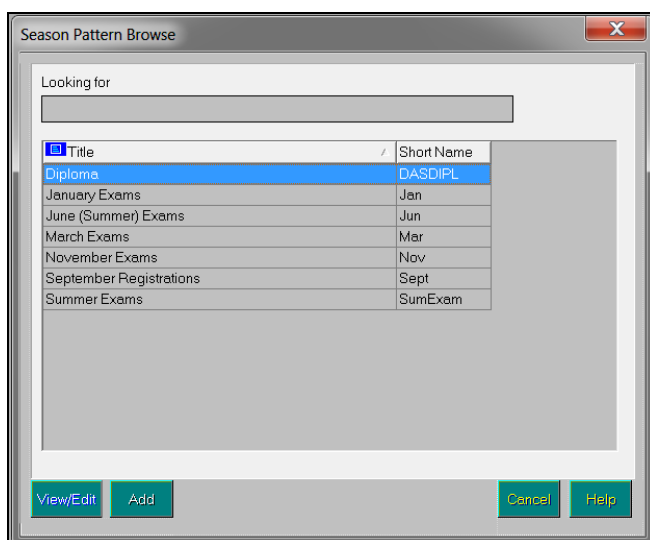 Season Pattern Browse
Looking for
Title Short Name
Diploma DASDIPL
January Exams Jan
June (Summer) Exams Jun
March Exams Mar
November Exams Nov
September Registrations Sept
Summer Exams SumExam
View/Edit Add Cancel Help